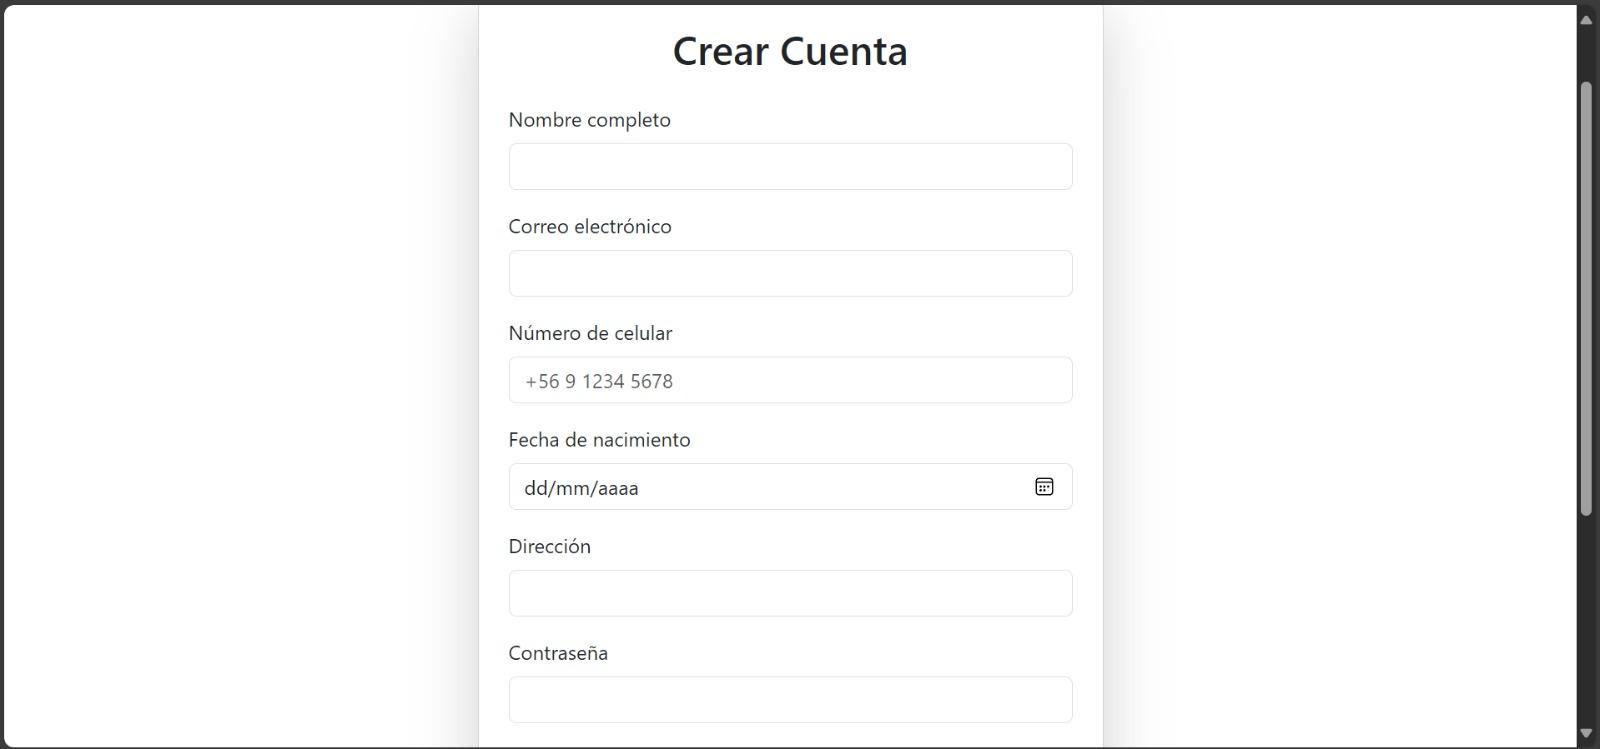 Crear Cuenta
Nombre completo
Correo electrónico
Número de celular
+56 9 1234 5678
Fecha de nacimiento
dd/mm/aaaa
Dirección
Contraseña